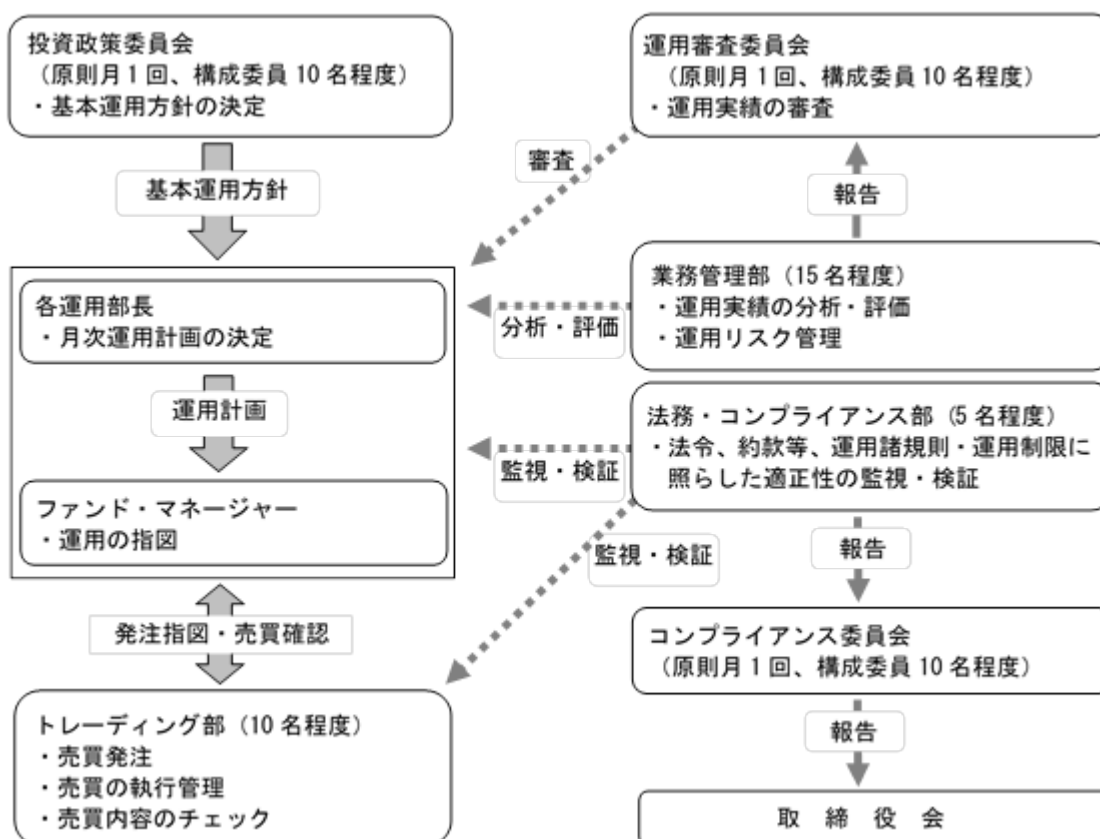 投資政策委員会
（原則月1回、構成委員10名程度）
・基本運用方針の決定
基本運用方針
各運用部長
・月次運用計画の決定
運用計画
ファンド・マネージャー
・運用の指図
発注指図・売買確認
トレーディング部（10名程度）
・売買発注
・売買の執行管理
・売買内容のチェック
運用審査委員会
（原則月1回、構成委員10名程度）
・運用実績の審査
審査
報告
業務管理部（15名程度）
・運用実績の分析・評価
・運用リスク管理
分析・評価
法務・コンプライアンス部（5名程度）
・法令、約款等、運用諸規則・運用制限に
照らした適正性の監視・検証
監視・検証
監視・検証
報告
コンプライアンス委員会
（原則月1回、構成委員10名程度）
報告
取　締　役　会